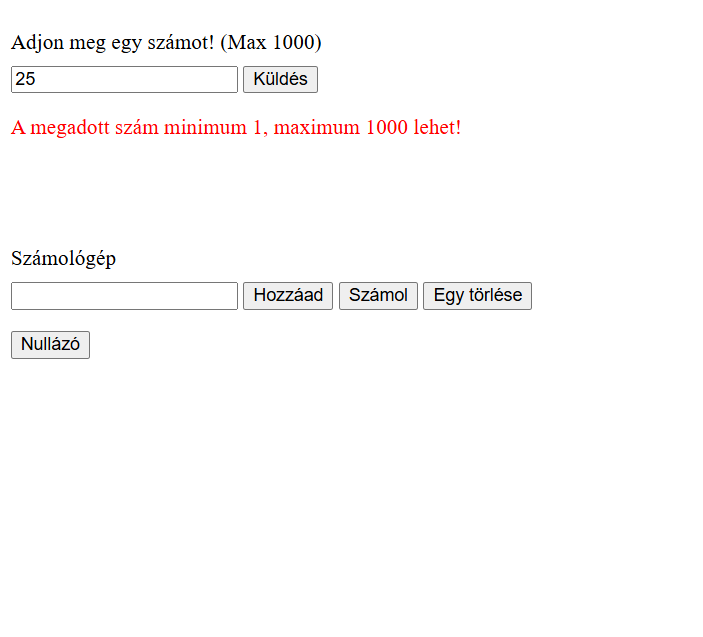 Adjon meg egy számot! (Max 1000)
25 Küldés
A megadott szám minimum 1, maximum 1000 lehet!
Számológép
Hozzáad Számol Egy törlése
Nullázó